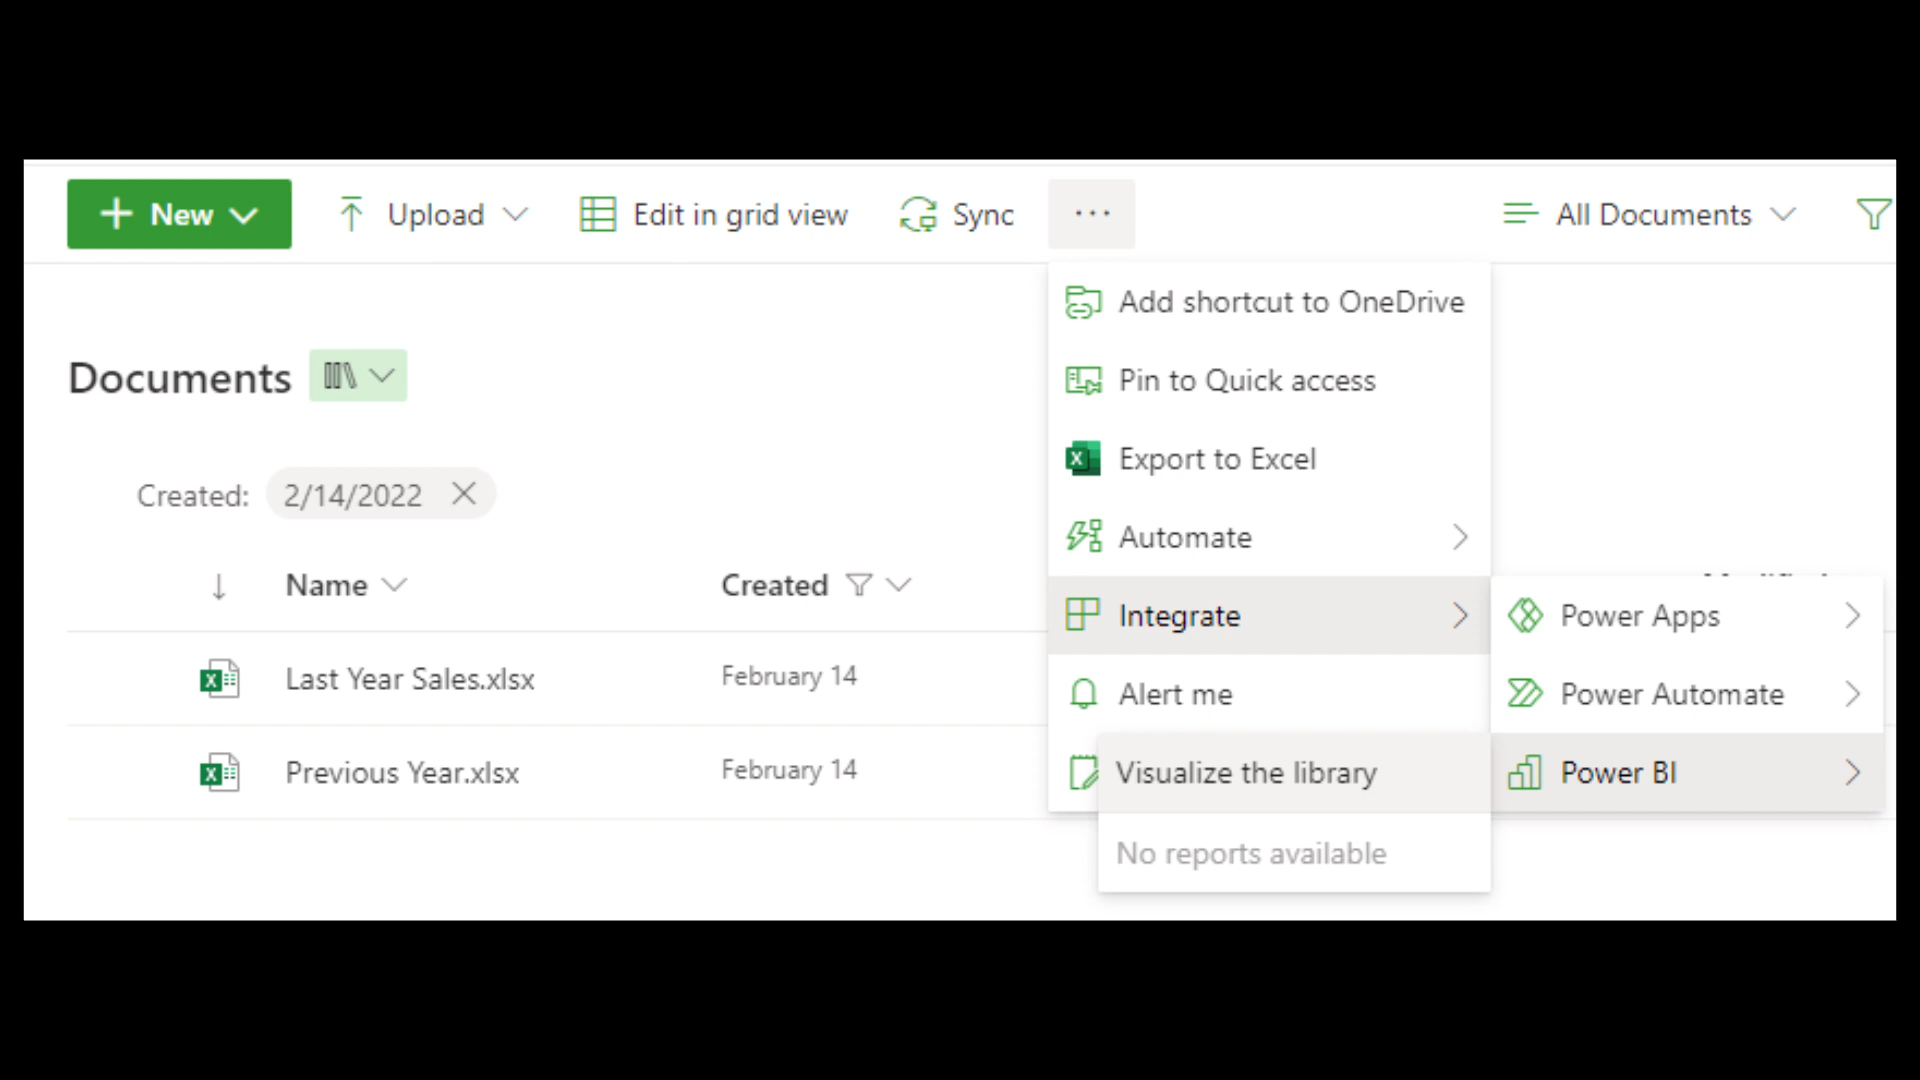 New
Upload
Edit in grid view
Sync
...
All Documents
Add shortcut to OneDrive
Documents
Pin to Quick access
Export to Excel
Created: 2/14/2022
Automate
Name
Created
Integrate
Power Apps
Last Year Sales.xlsx
February 14
Alert me
Power Automate
Previous Year.xlsx
February 14
Visualize the library
Power BI
No reports available